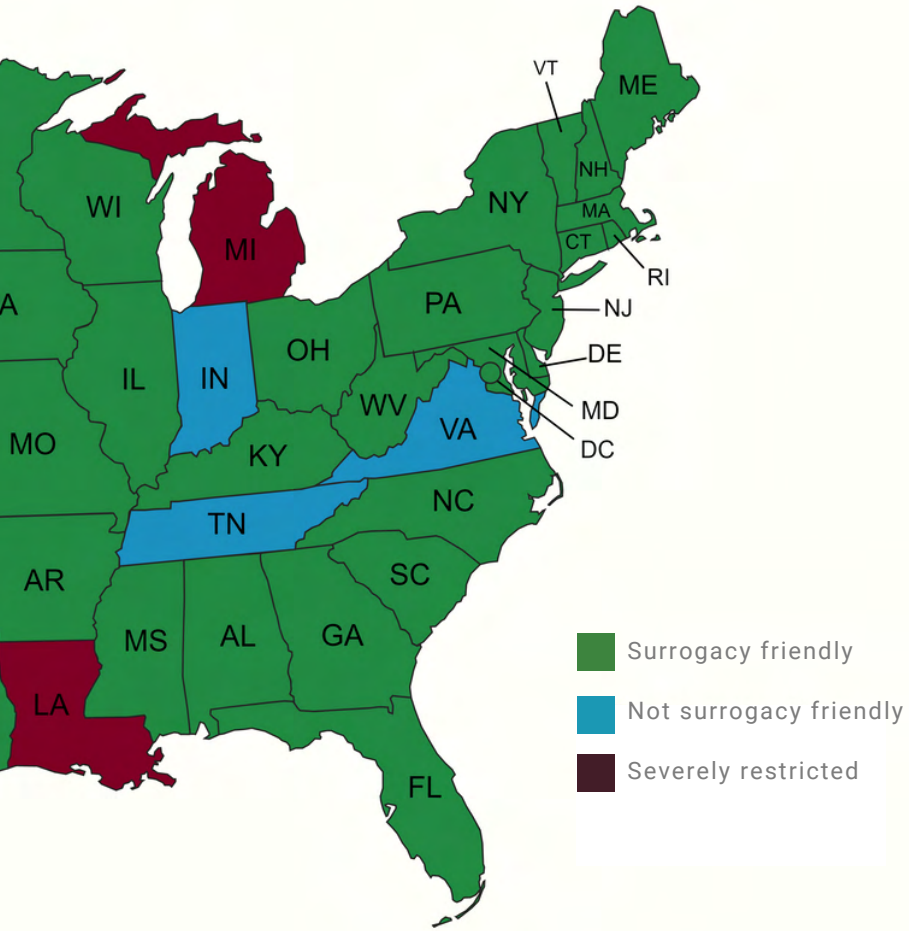 VT
ME
NH
WI
NY
MA
CT
MI
RI
A
PA
NJ
OH
DE
IL
IN
WV
MD
VA
MO
DC
KY
NC
TN
AR
SC
MS
AL
GA
Surrogacy friendly
LA
Not surrogacy friendly
Severely restricted
FL